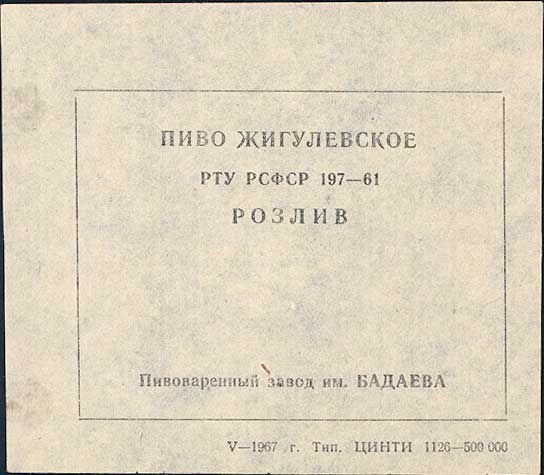 ПИВО ЖИГУЛЕВСКОЕ
РТУ РСФСР 197—61
РОЗЛИВ
Пивоваренный завод им. БАДАЕВА
V—1967 г. Тип. ЦИНТИ 1126—500 000